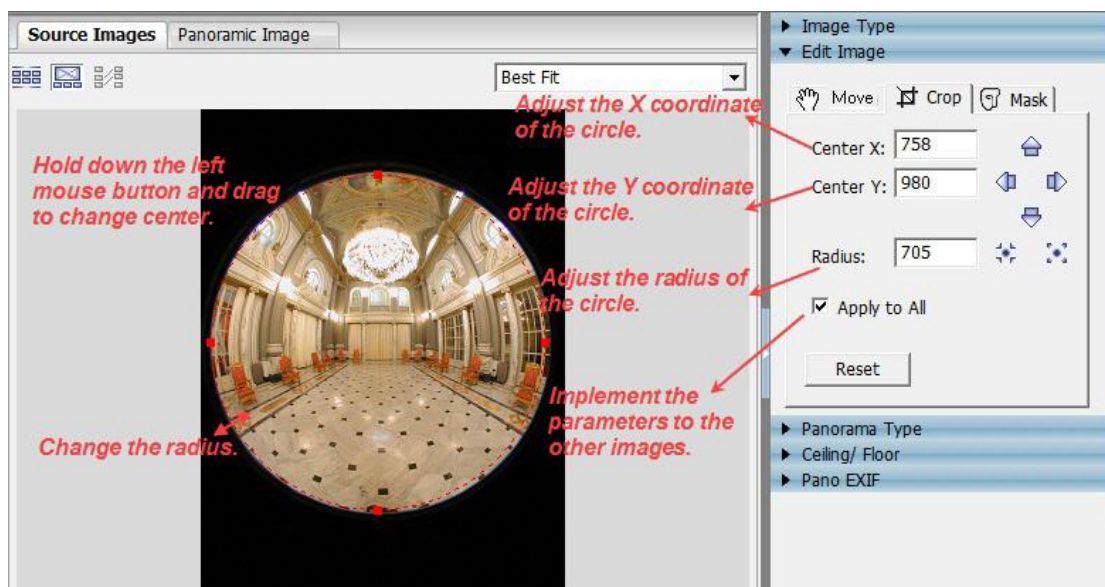 Source Images
Panoramic Image
Best Fit
Hold down the left
mouse button and drag
to change center.
Change the radius.
Adjust the X coordinate
of the circle.
Adjust the Y coordinate
of the circle.
Adjust the radius of
the circle.
Implement the
parameters to the
other images.
Image Type
Edit Image
Move
Crop
Mask
Center X: 758
Center Y: 980
Radius: 705
Apply to All
Reset
Panorama Type
Ceiling/ Floor
Pano EXIF